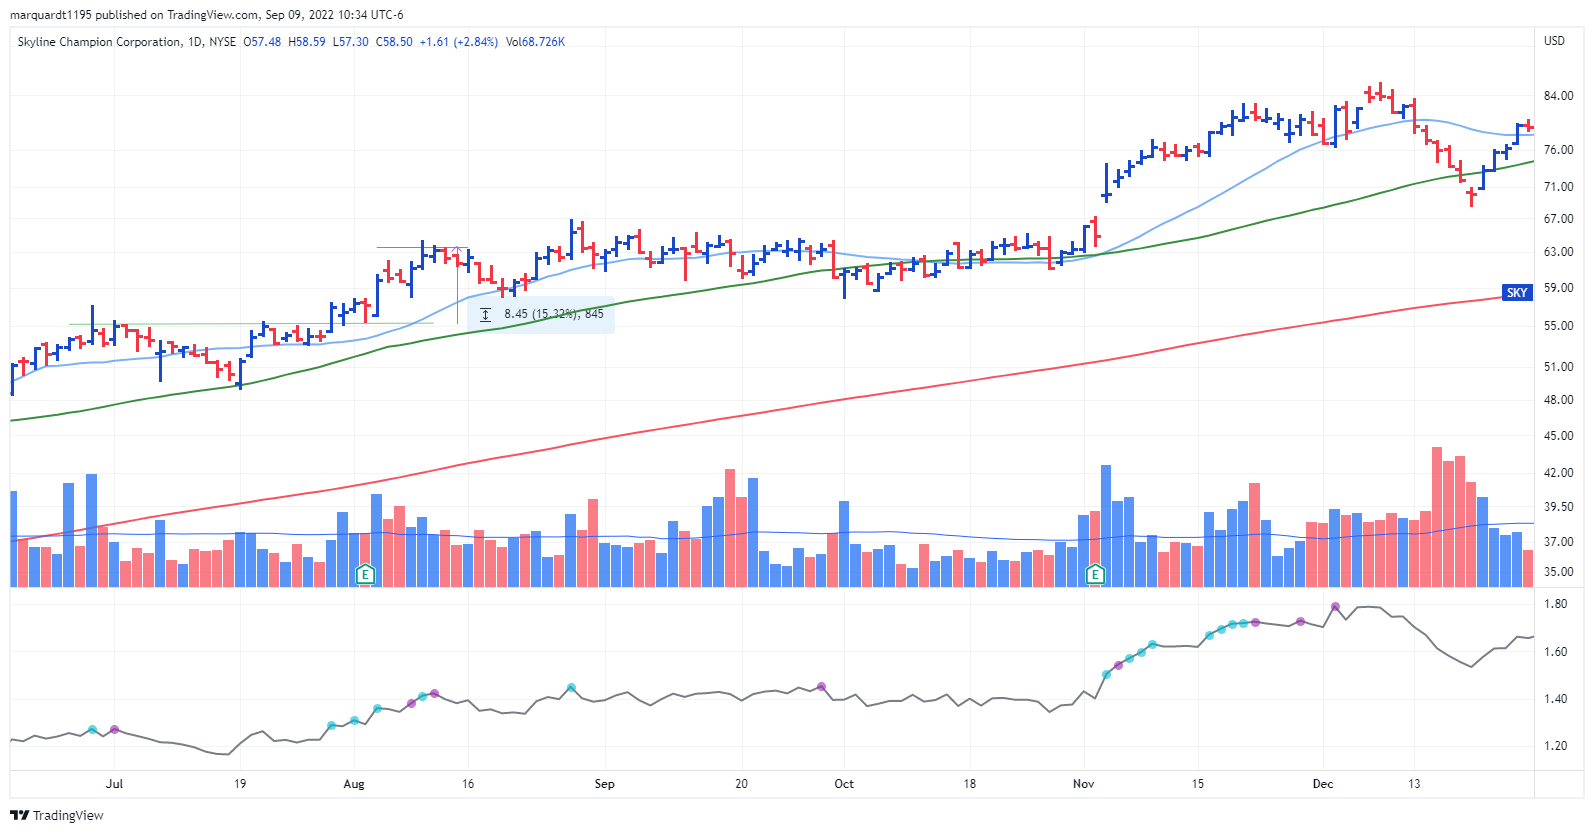 marquardt1195 published on TradingView.com, Sep 09, 2022 10:34 UTC-6
Skyline Champion Corporation, 1D, NYSE O57.48 H58.59 L57.30 C58.50 +1.61 (+2.84%) Vol68.726K
USD
84.00
76.00
71.00
67.00
63.00
59.00
SKY
8.45 (15.32%), 845
55.00
51.00
48.00
45.00
42.00
39.50
37.00
35.00
E
E
1.80
1.60
1.40
1.20
Jul 19 Aug 16 Sep 20 Oct 18 Nov 15 Dec 13
TradingView